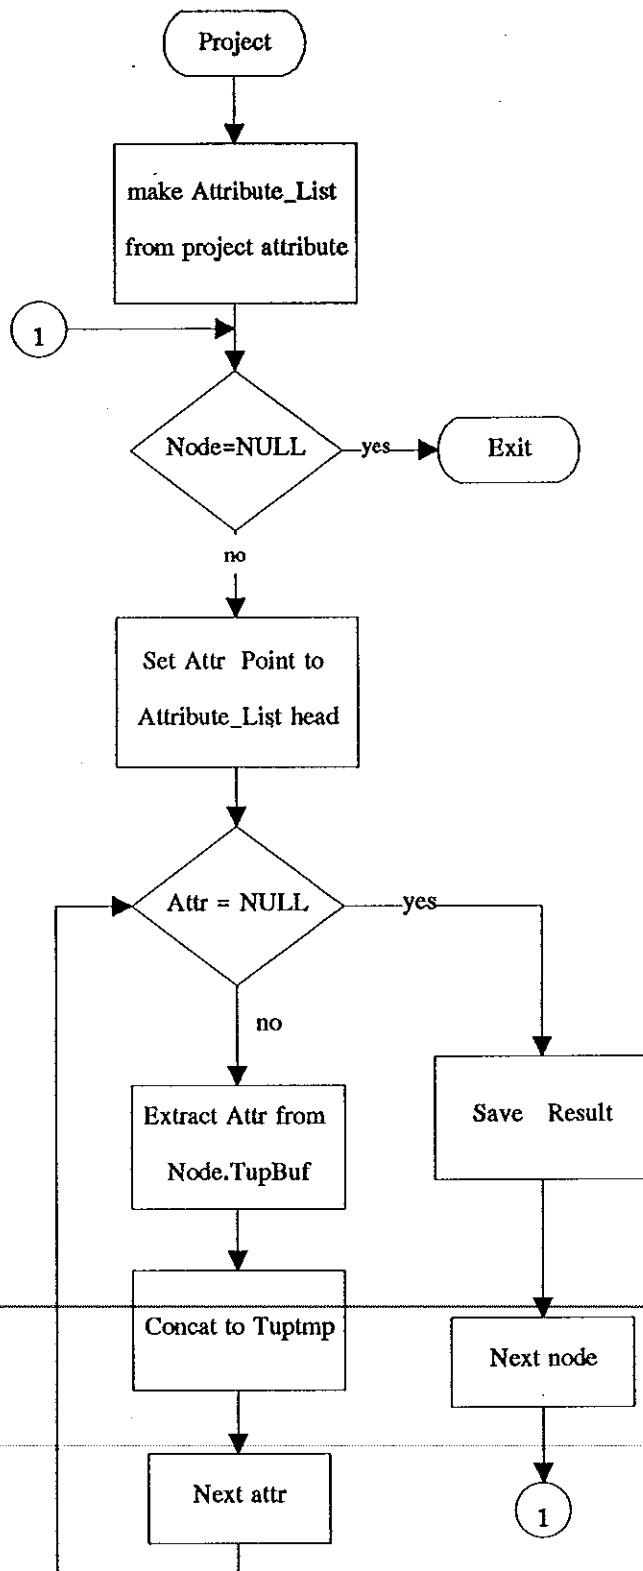 Project
make Attribute_List
from project attribute
1
Node=NULL
yes
Exit
no
Set Attr Point to
Attribute_List head
Attr = NULL
yes
no
Extract Attr from
Node.TupBuf
Save Result
Concat to Tuptmp
Next node
Next attr
1